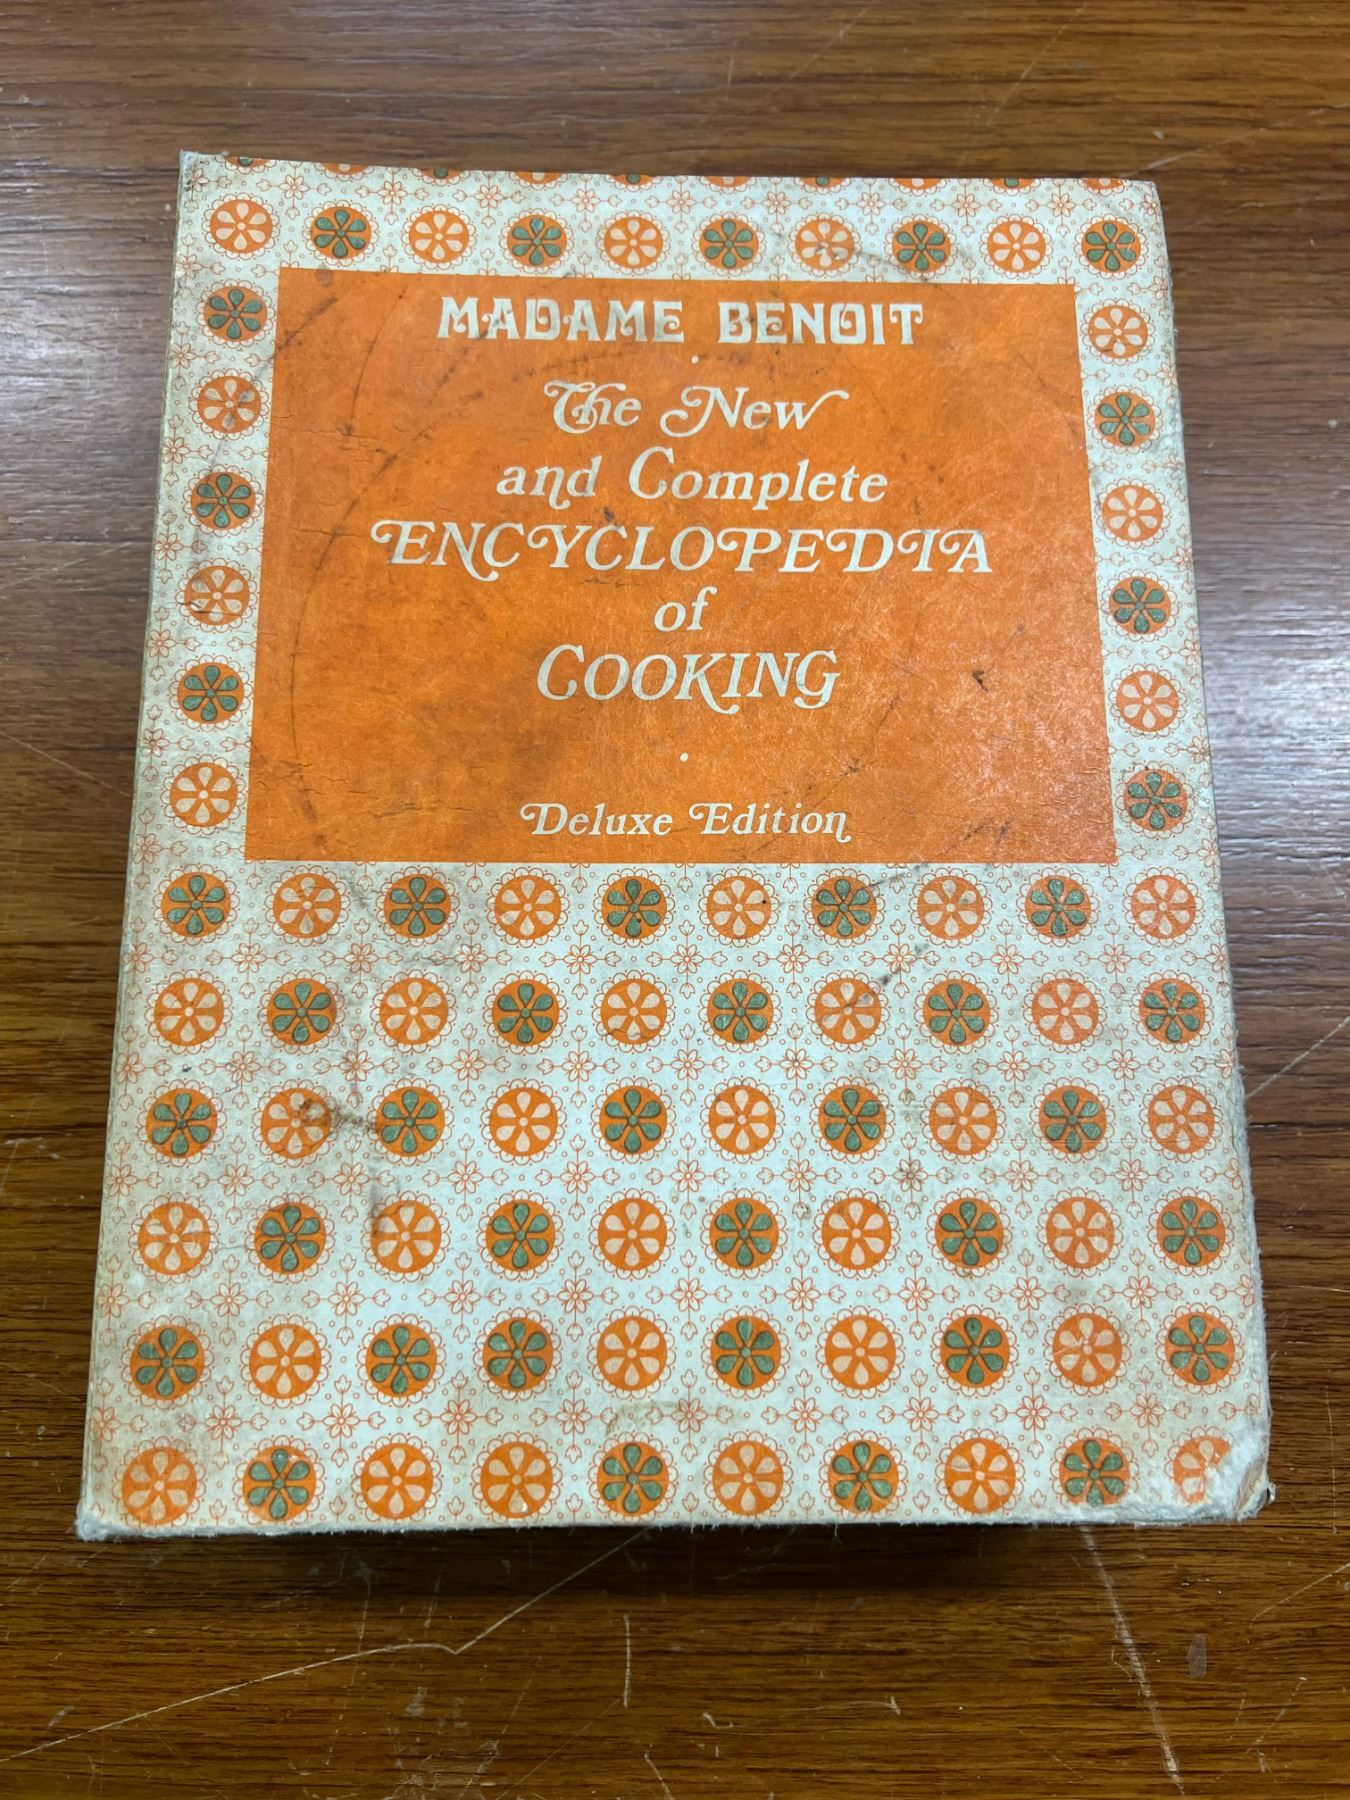 MADAME BENOIT
The New
and Complete
ENCYCLOPEDIA
of
COOKING
Deluxe Edition